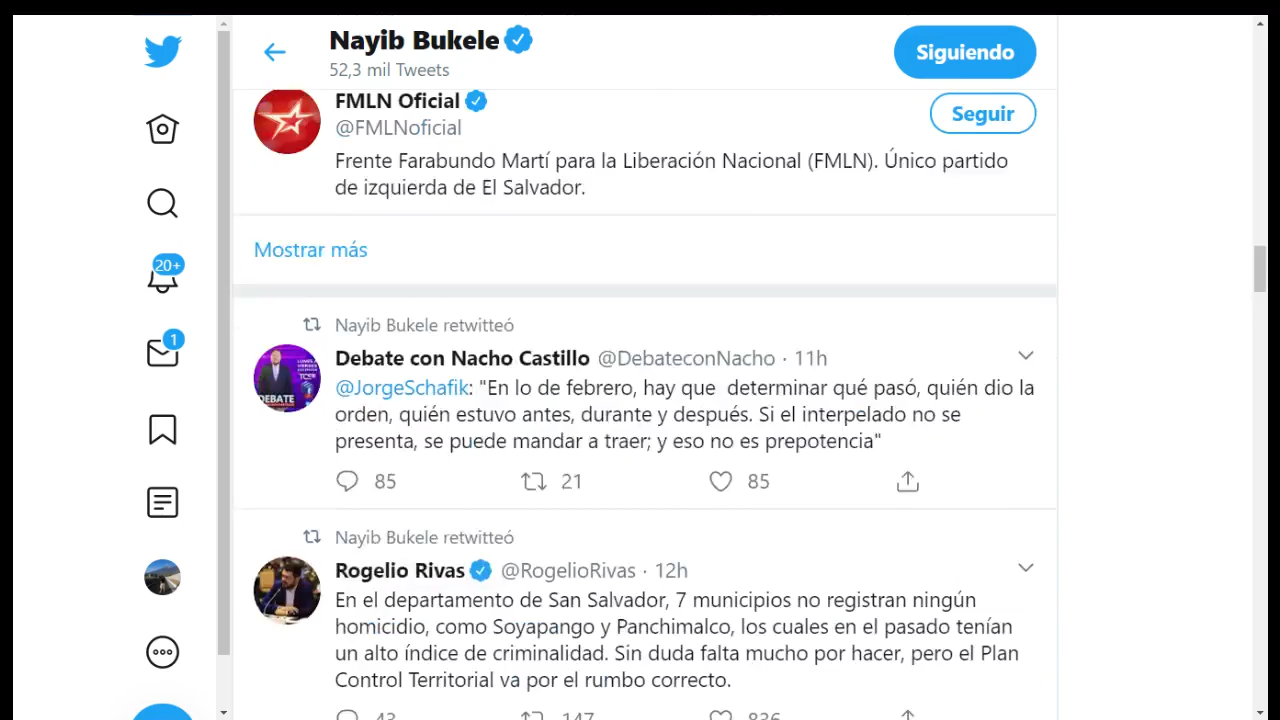 Nayib Bukele
52,3 mil Tweets
Siguiendo
FMLN Oficial
@FMLNoficial
Seguir
Frente Farabundo Martí para la Liberación Nacional (FMLN). Único partido
de izquierda de El Salvador.
Mostrar más
20+
1
Nayib Bukele retwitteó
Debate con Nacho Castillo @DebateconNacho · 11h
@JorgeSchafik: "En lo de febrero, hay que determinar qué pasó, quién dio la
orden, quién estuvo antes, durante y después. Si el interpelado no se
presenta, se puede mandar a traer; y eso no es prepotencia"
85 21 85
DEBATE
Nayib Bukele retwitteó
Rogelio Rivas @RogelioRivas · 12h
En el departamento de San Salvador, 7 municipios no registran ningún
homicidio, como Soyapango y Panchimalco, los cuales en el pasado tenían
un alto índice de criminalidad. Sin duda falta mucho por hacer, pero el Plan
Control Territorial va por el rumbo correcto.
43 147 836